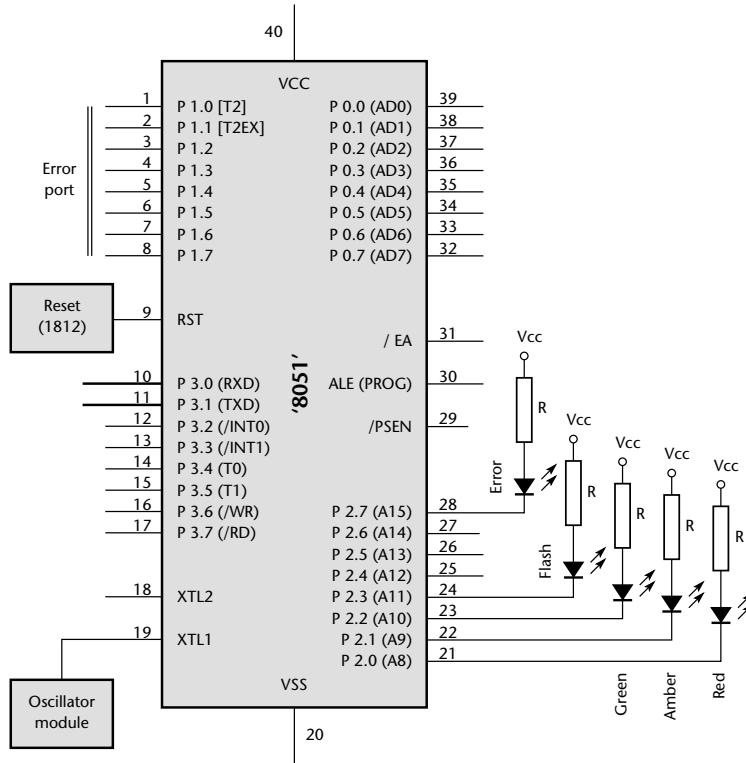 40
VCC
1 P 1.0 [T2] P 0.0 (AD0) 39
2 P 1.1 [T2EX] P 0.1 (AD1) 38
3 P 1.2 P 0.2 (AD2) 37
Error
port
4 P 1.3 P 0.3 (AD3) 36
5 P 1.4 P 0.4 (AD4) 35
6 P 1.5 P 0.5 (AD5) 34
7 P 1.6 P 0.6 (AD6) 33
8 P 1.7 P 0.7 (AD7) 32
Reset
(1812)
9 RST
/ EA 31
'8051'
10 P 3.0 (RXD) ALE (PROG) 30
11 P 3.1 (TXD)
12 P 3.2 (/INT0) /PSEN 29
13 P 3.3 (/INT1)
14 P 3.4 (T0)
15 P 3.5 (T1)
16 P 3.6 (/WR) P 2.7 (A15) 28
17 P 3.7 (/RD) P 2.6 (A14) 27
P 2.5 (A13) 26
P 2.4 (A12) 25
18 XTL2 P 2.3 (A11) 24
P 2.2 (A10) 23
19 XTL1 P 2.1 (A9) 22
P 2.0 (A8) 21
Oscillator
module
VSS
20
Vcc
R
Error
Vcc
R
Flash
Vcc
R
Green
Vcc
R
Amber
Vcc
R
Red